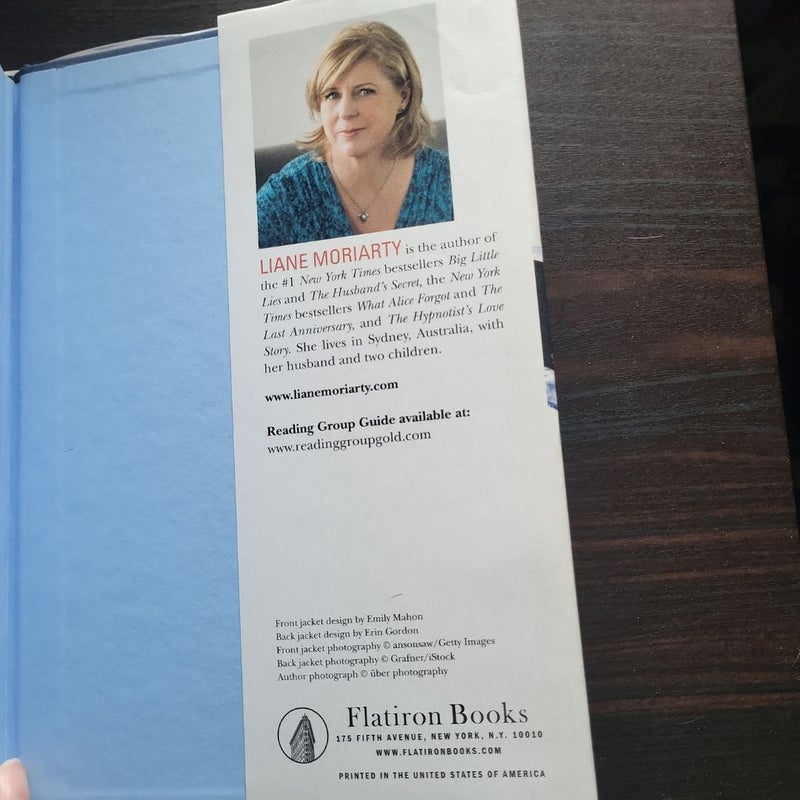 LIANE MORIARTY is the author of
the #1 New York Times bestsellers Big Little
Lies and The Husband's Secret, the New York
Times bestsellers What Alice Forgot and The
Last Anniversary, and The Hypnotist's Love
Story. She lives in Sydney, Australia, with
her husband and two children.
www.lianemoriarty.com
Reading Group Guide available at:
www.readinggroupgold.com
Front jacket design by Emily Mahon
Back jacket design by Erin Gordon
Front jacket photography © ansonsaw/Getty Images
Back jacket photography © Grafner/iStock
Author photograph © über photography
Flatiron Books
175 FIFTH AVENUE, NEW YORK, N.Y. 10010
WWW.FLATIRONBOOKS.COM
PRINTED IN THE UNITED STATES OF AMERICA